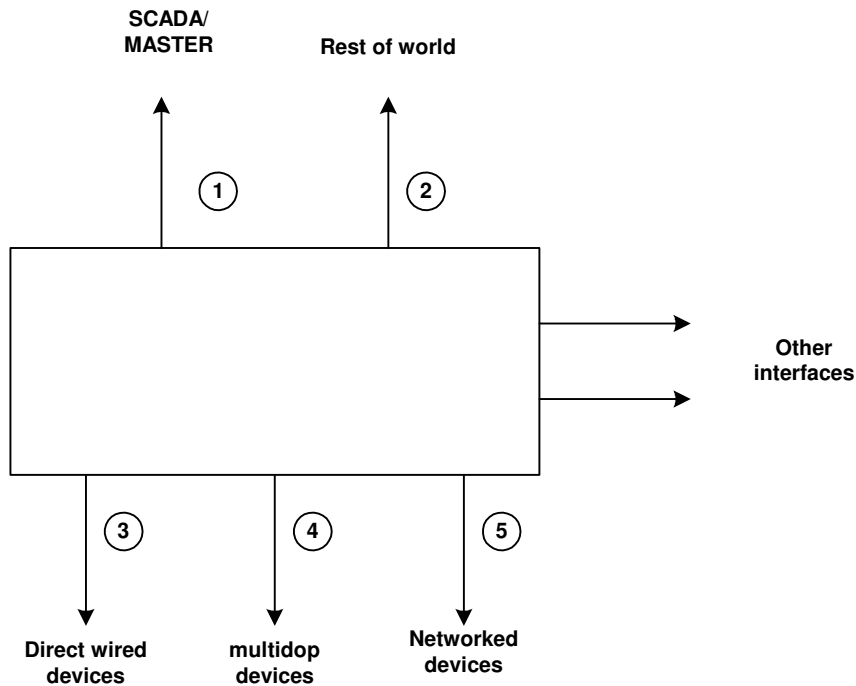 SCADA/
MASTER
Rest of world
1
2
Other
interfaces
3
4
5
Direct wired
devices
multidop
devices
Networked
devices